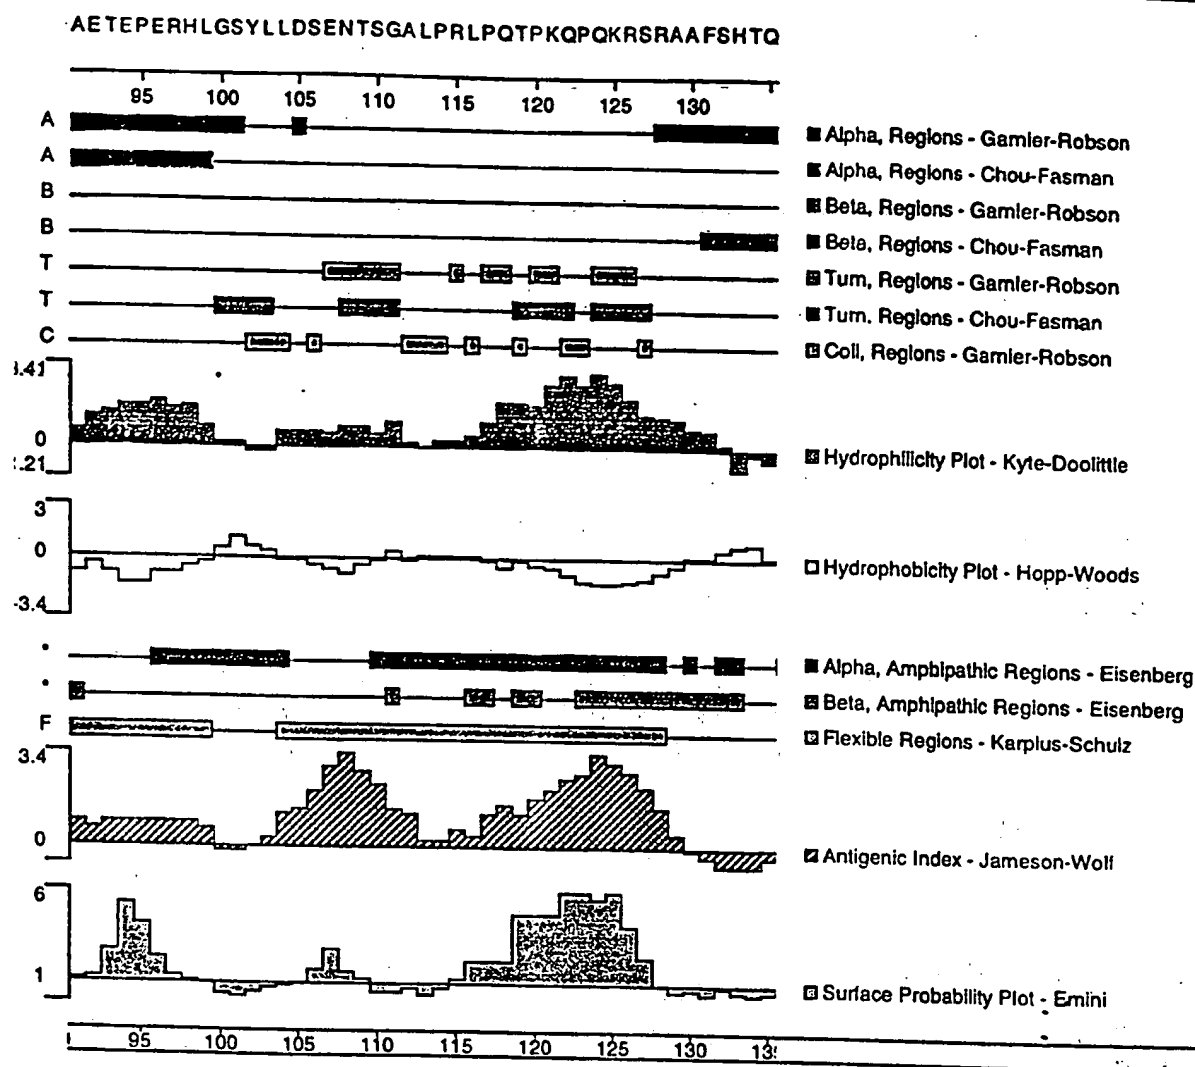 AETEPERHLGSYLLDSENTSGALPRLPQTPKQPQKRSRAAFSHTQ
95 100 105 110 115 120 125 130
A Alpha, Regions - Garnier-Robson
A Alpha, Regions - Chou-Fasman
B Beta, Regions - Garnier-Robson
B Beta, Regions - Chou-Fasman
T Turn, Regions - Garnier-Robson
T Turn, Regions - Chou-Fasman
C Coil, Regions - Garnier-Robson
3.41
0
.21 Hydrophilicity Plot - Kyte-Doolittle
3
0
Hydrophobicity Plot - Hopp-Woods
-3.4
* Alpha, Amphipathic Regions - Eisenberg
* Beta, Amphipathic Regions - Eisenberg
F Flexible Regions - Karplus-Schulz
3.4
0
Antigenic Index - Jameson-Wolf
6
1
Surface Probability Plot - Emini
95 100 105 110 115 120 125 130 135